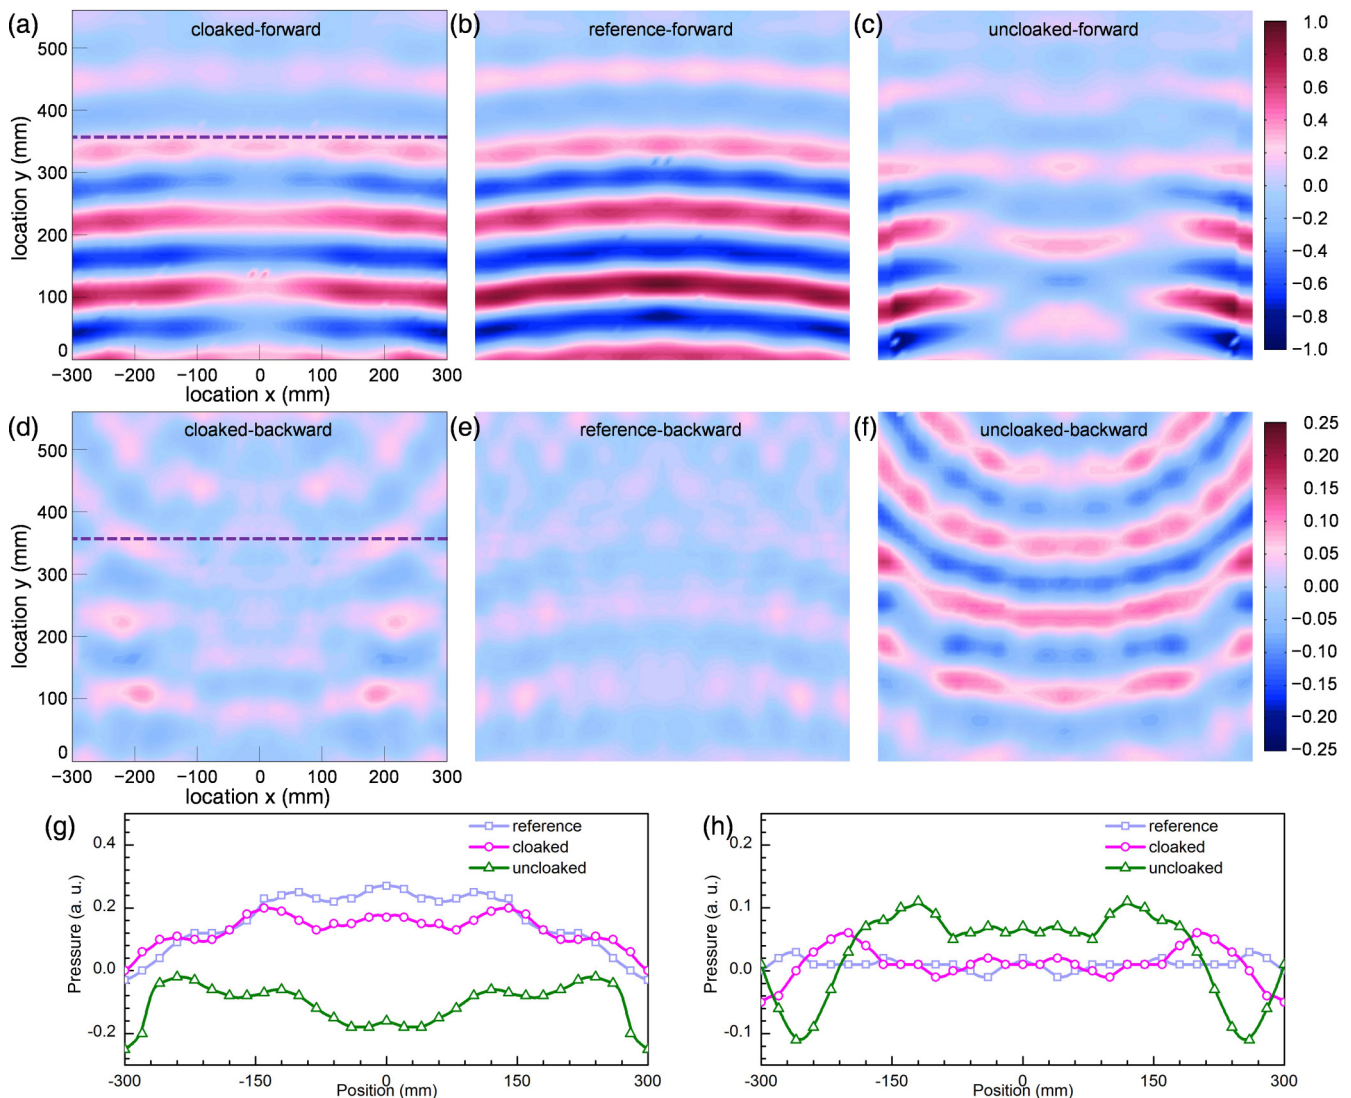 (a) cloaked-forward
(b) reference-forward
(c) uncloaked-forward
location y (mm)
500
400
300
200
100
0
−300 −200 −100 0 100 200 300
location x (mm)
1.0
0.8
0.6
0.4
0.2
0.0
−0.2
−0.4
−0.6
−0.8
−1.0
(d) cloaked-backward
(e) reference-backward
(f) uncloaked-backward
location y (mm)
500
400
300
200
100
0
−300 −200 −100 0 100 200 300
location x (mm)
0.25
0.20
0.15
0.10
0.05
0.00
−0.05
−0.10
−0.15
−0.20
−0.25
(g)
reference
cloaked
uncloaked
Pressure (a. u.)
0.4
0.2
0.0
-0.2
-300 -150 0 150 300
Position (mm)
(h)
reference
cloaked
uncloaked
Pressure (a. u.)
0.2
0.1
0.0
-0.1
-300 -150 0 150 300
Position (mm)